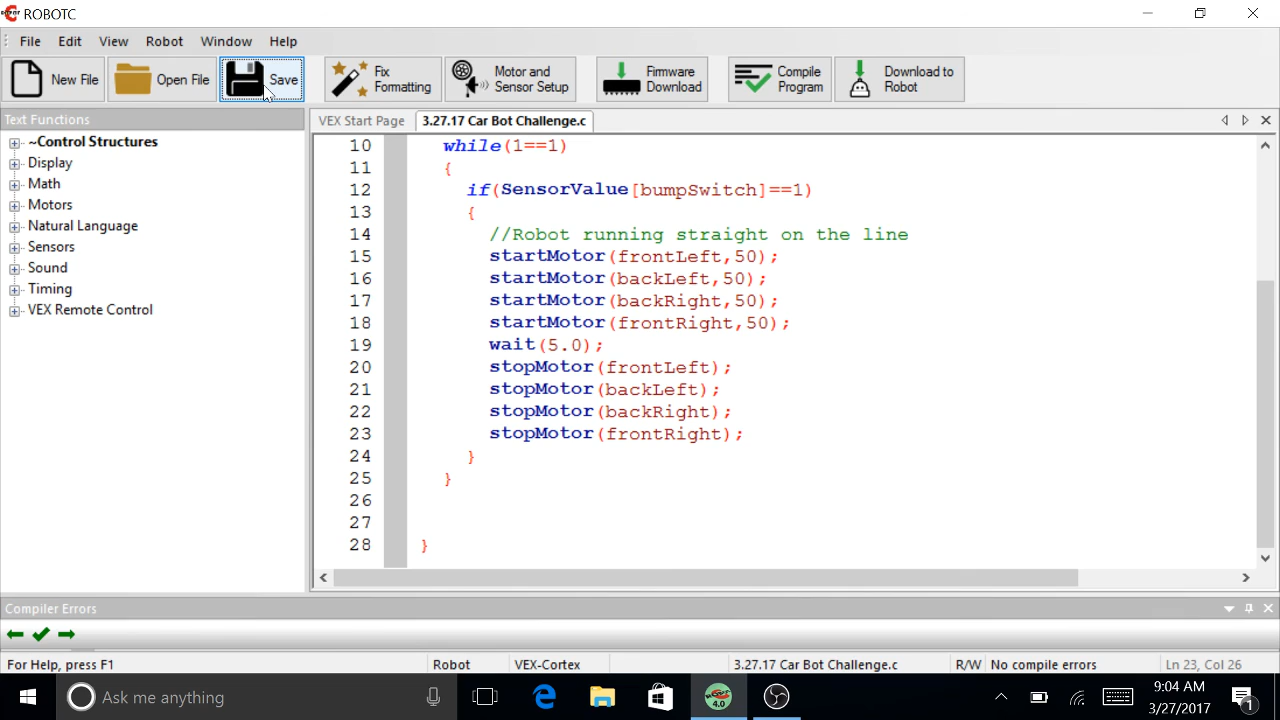 ROBOTC
File Edit View Robot Window Help
New File Open File Save Fix Formatting Motor and Sensor Setup Firmware Download Compile Program Download to Robot
Text Functions
~Control Structures
Display
Math
Motors
Natural Language
Sensors
Sound
Timing
VEX Remote Control
VEX Start Page 3.27.17 Car Bot Challenge.c
10 while(1==1)
11 {
12 if(SensorValue[bumpSwitch]==1)
13 {
14 //Robot running straight on the line
15 startMotor(frontLeft,50);
16 startMotor(backLeft,50);
17 startMotor(backRight,50);
18 startMotor(frontRight,50);
19 wait(5.0);
20 stopMotor(frontLeft);
21 stopMotor(backLeft);
22 stopMotor(backRight);
23 stopMotor(frontRight);
24 }
25 }
26
27
28 }
Compiler Errors
For Help, press F1 Robot VEX-Cortex 3.27.17 Car Bot Challenge.c R/W No compile errors Ln 23, Col 26
Ask me anything
4.0
9:04 AM
3/27/2017
1